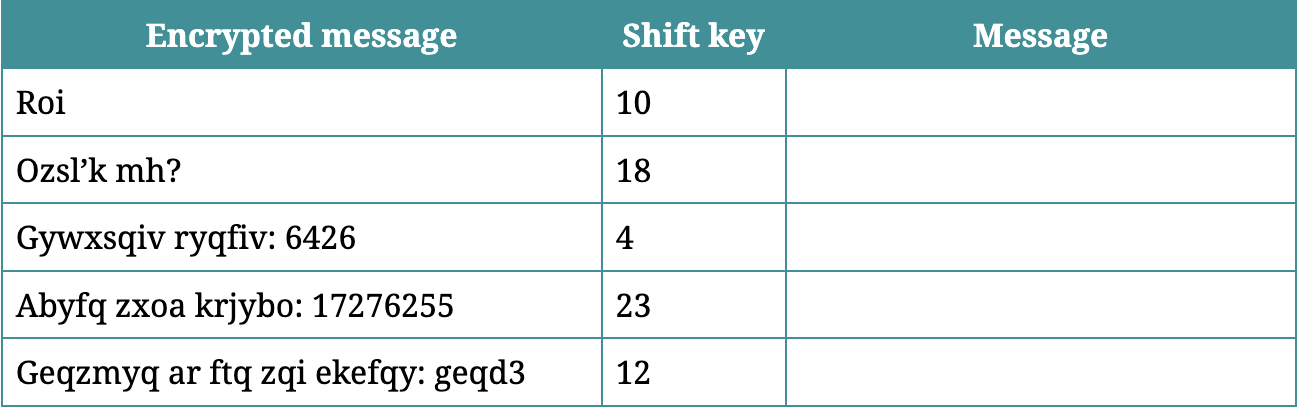 Encrypted message Shift key Message
Roi 10
Ozsl’k mh? 18
Gywxsqiv ryqfiv: 6426 4
Abyfq zxoa krjybo: 17276255 23
Geqzmyq ar ftq zqi ekefqy: geqd3 12